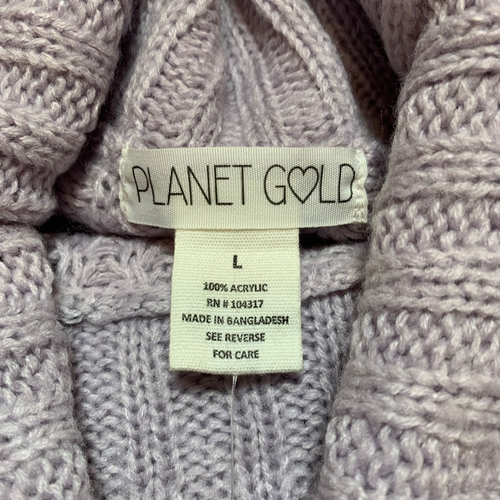 PLANET GOLD
L
100% ACRYLIC
RN # 104317
MADE IN BANGLADESH
SEE REVERSE
FOR CARE